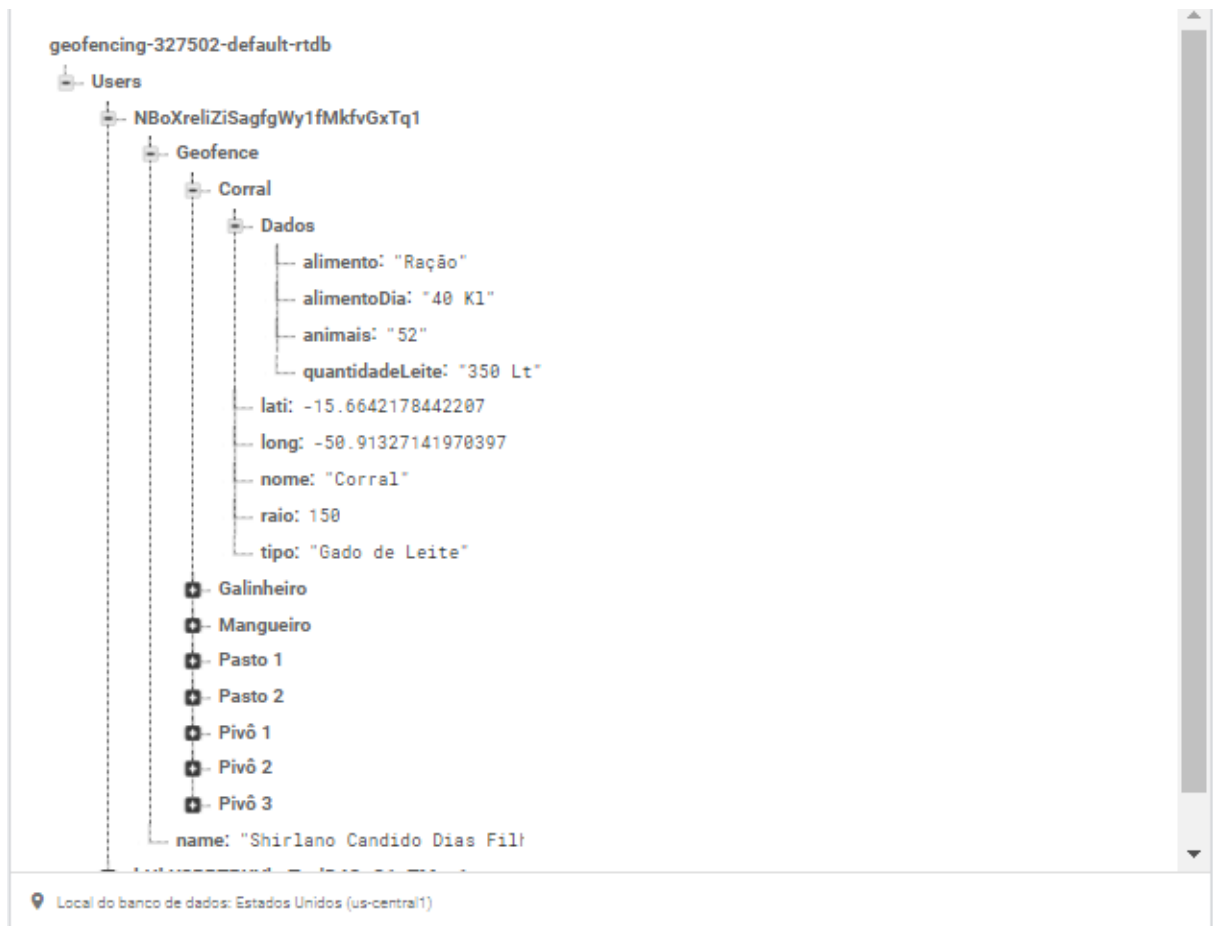 geofencing-327502-default-rtdb
Users
NBoXreliZiSagfgWy1fMkfvGxTq1
Geofence
Corral
Dados
alimento: "Ração"
alimentoDia: "40 Kl"
animais: "52"
quantidadeLeite: "350 Lt"
lati: -15.6642178442207
long: -50.91327141970397
nome: "Corral"
raio: 150
tipo: "Gado de Leite"
Galinheiro
Mangueiro
Pasto 1
Pasto 2
Pivô 1
Pivô 2
Pivô 3
name: "Shirlano Candido Dias Filh
Local do banco de dados: Estados Unidos (us-central1)